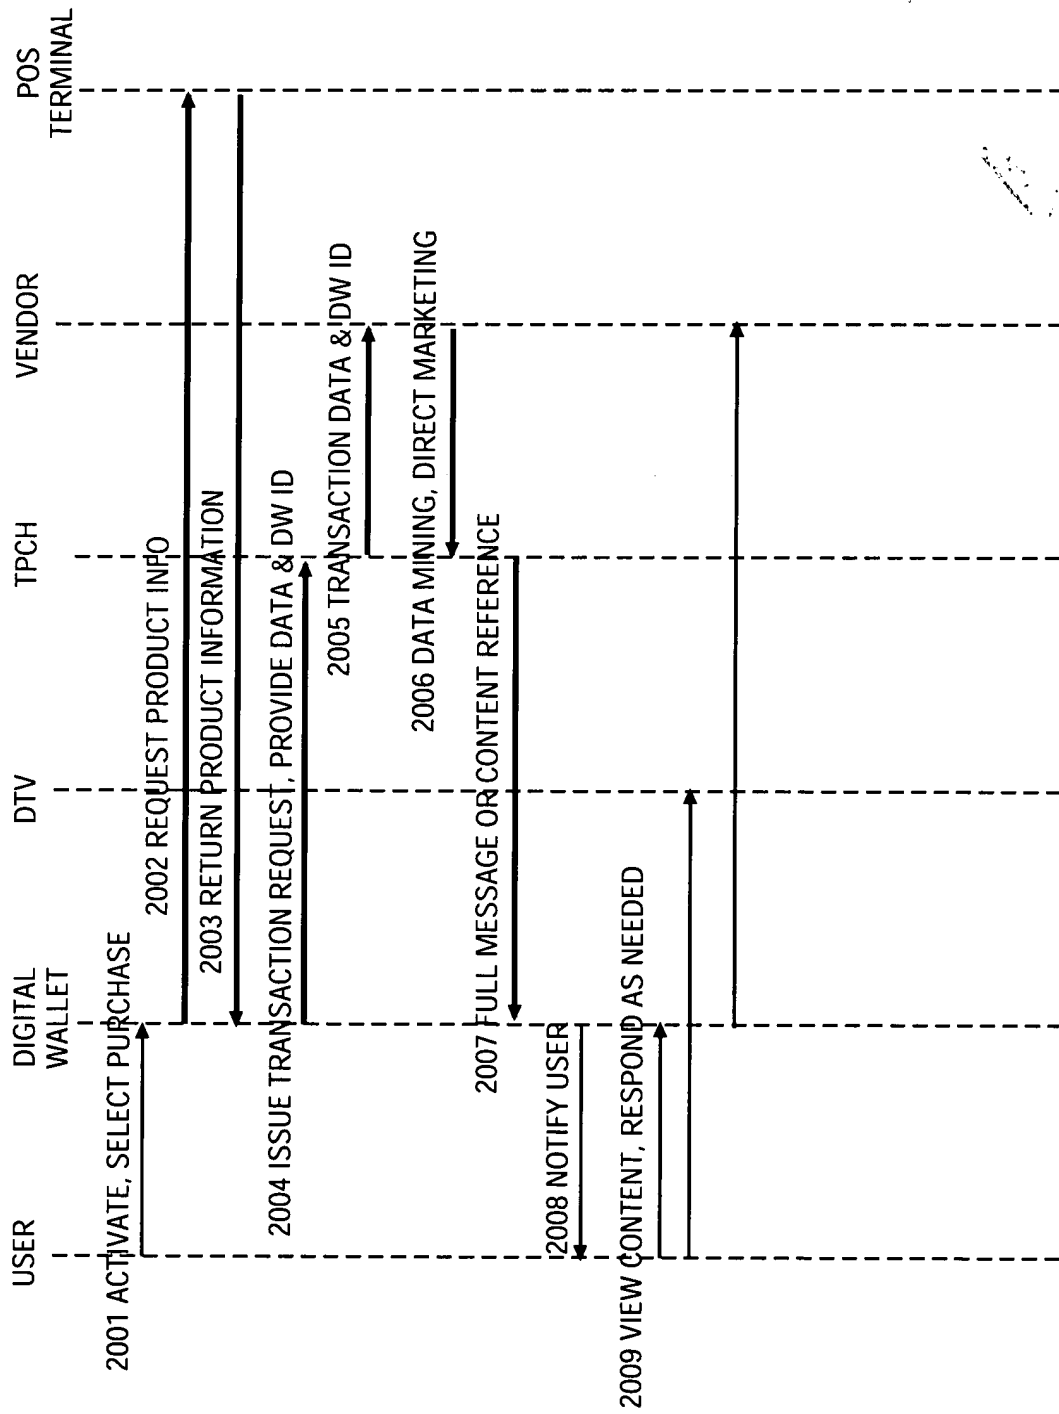 USER
DIGITAL
WALLET
DTV
TPCH
VENDOR
POS
TERMINAL
2001 ACTIVATE, SELECT PURCHASE
2002 REQUEST PRODUCT INFO
2003 RETURN PRODUCT INFORMATION
2004 ISSUE TRANSACTION REQUEST, PROVIDE DATA & DW ID
2005 TRANSACTION DATA & DW ID
2006 DATA MINING, DIRECT MARKETING
2007 FULL MESSAGE OR CONTENT REFERENCE
2008 NOTIFY USER
2009 VIEW CONTENT, RESPOND AS NEEDED